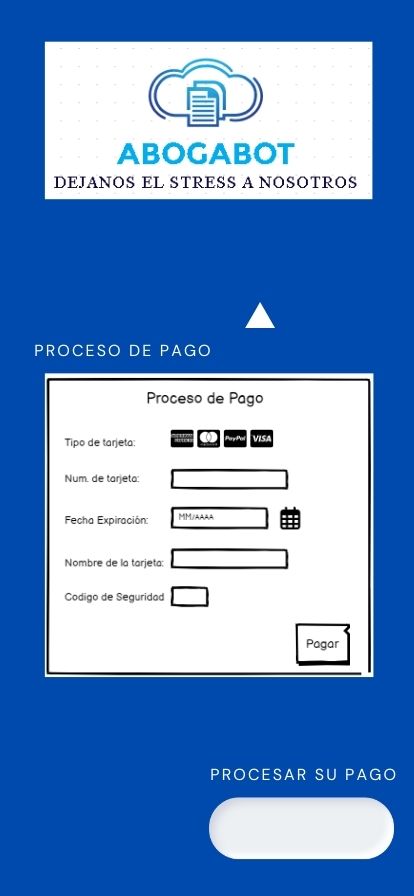 ABOGABOT
DEJANOS EL STRESS A NOSOTROS
PROCESO DE PAGO
Proceso de Pago
Tipo de tarjeta:
PayPal VISA
Num. de tarjeta:
Fecha Expiración: MM/AAAA
Nombre de la tarjeta:
Codigo de Seguridad
Pagar
PROCESAR SU PAGO